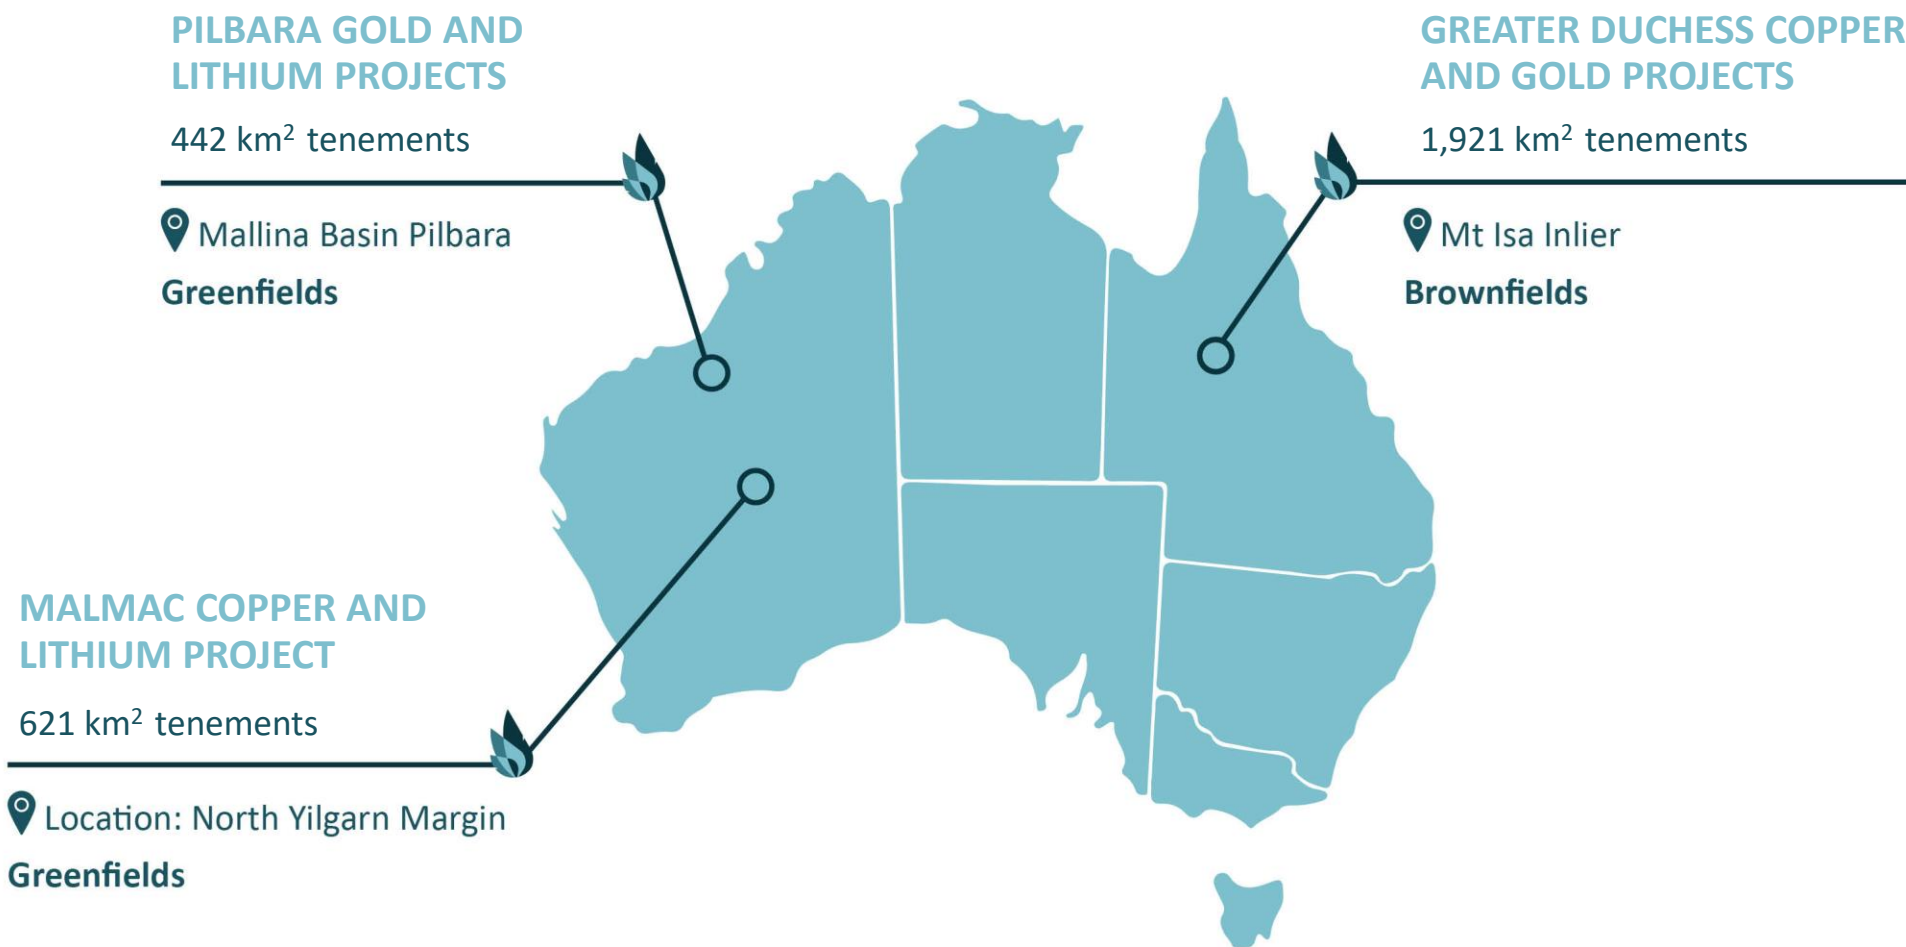 PILBARA GOLD AND
LITHIUM PROJECTS
442 km² tenements
Mallina Basin Pilbara
Greenfields
GREATER DUCHESS COPPER
AND GOLD PROJECTS
1,921 km² tenements
Mt Isa Inlier
Brownfields
MALMAC COPPER AND
LITHIUM PROJECT
621 km² tenements
Location: North Yilgarn Margin
Greenfields